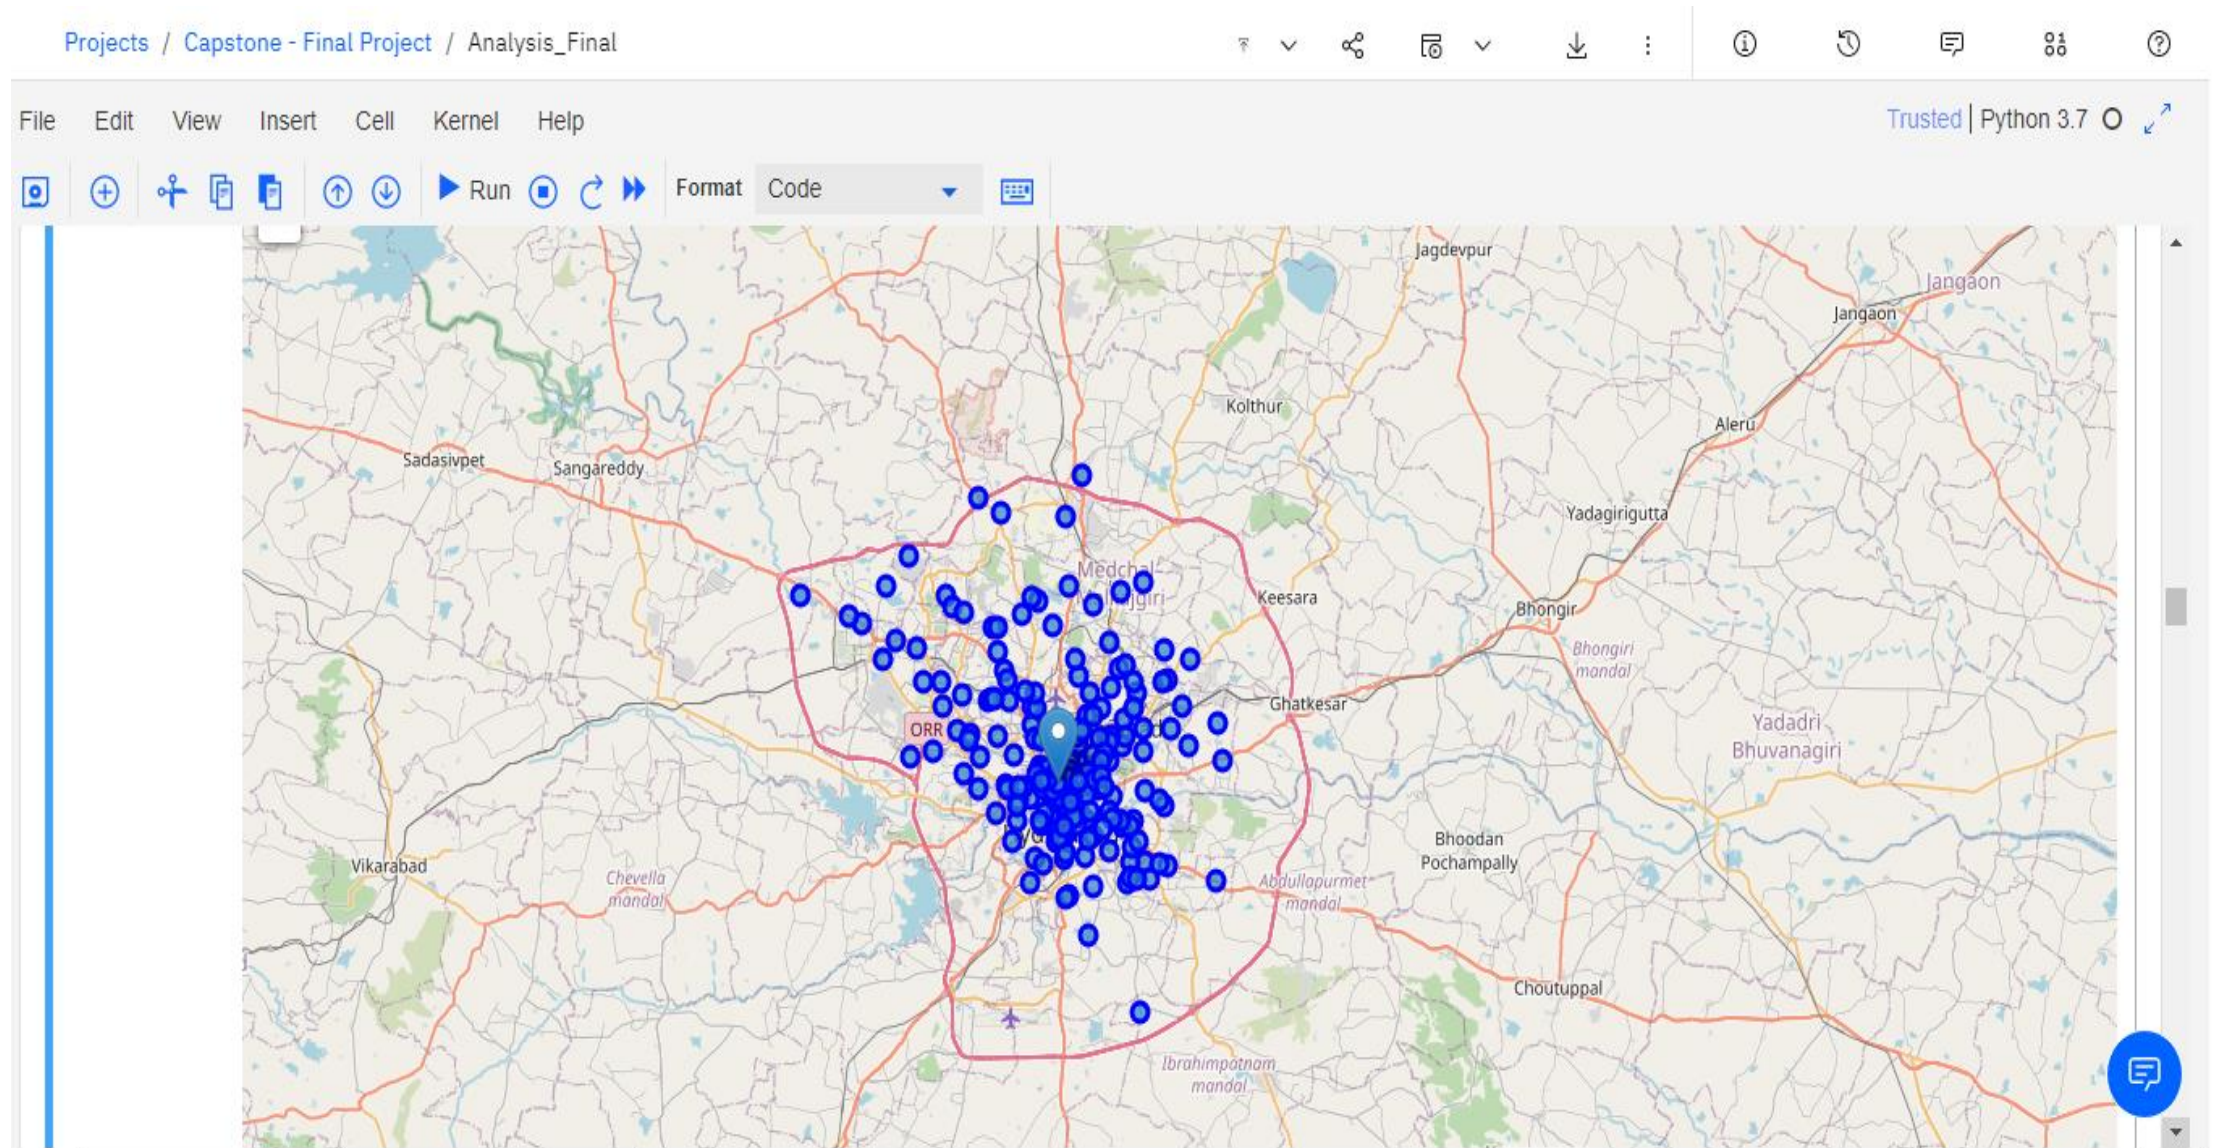 Projects / Capstone - Final Project / Analysis_Final
File Edit View Insert Cell Kernel Help
Trusted | Python 3.7
Run
Format
Code
Jagdevpur
Jangaon
Jangaon
Kolthur
Aleru
Sadasivpet
Sangareddy
Yadagirigutta
Medchal-
Keesara
Bhongir
Bhongiri
mandal
Ghatkesar
ORR
Yadadri
Bhuvanagiri
Bhoodan
Pochampally
Vikarabad
Chevella
mandal
Abdullapurmet
mandal
Choutuppal
Ibrahimpatnam
mandal